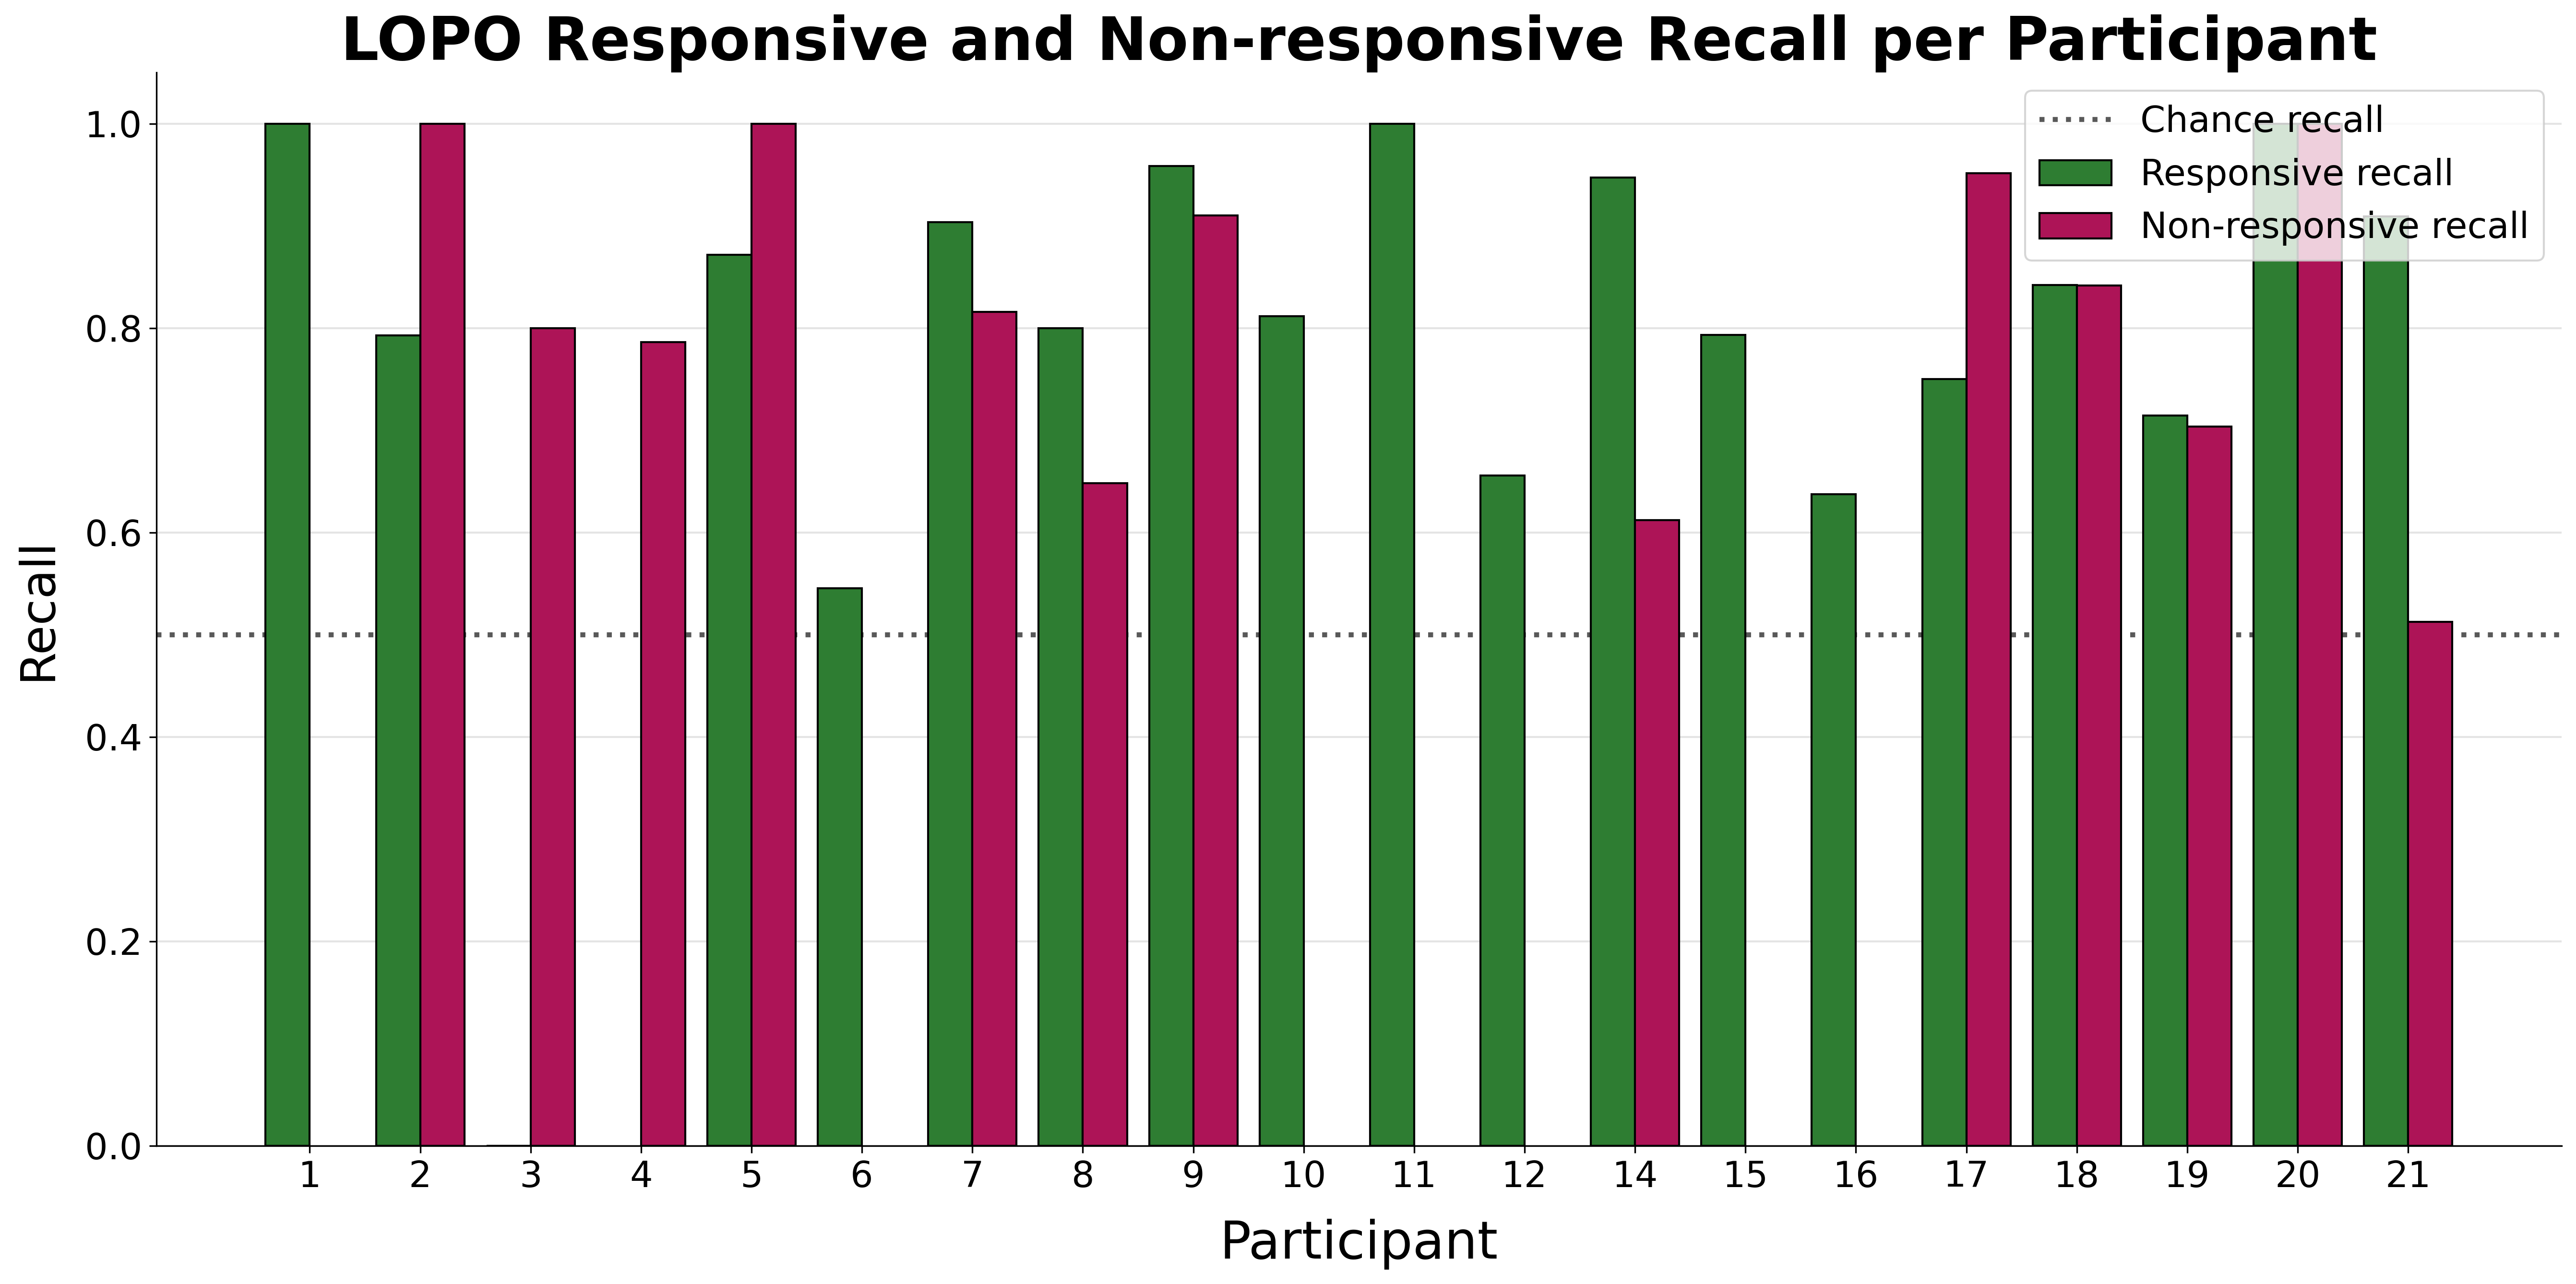 LOPO Responsive and Non-responsive Recall per Participant
Chance recall
Responsive recall
Non-responsive recall
1.0
0.8
0.6
0.4
0.2
0.0
Recall
1 2 3 4 5 6 7 8 9 10 11 12 14 15 16 17 18 19 20 21
Participant